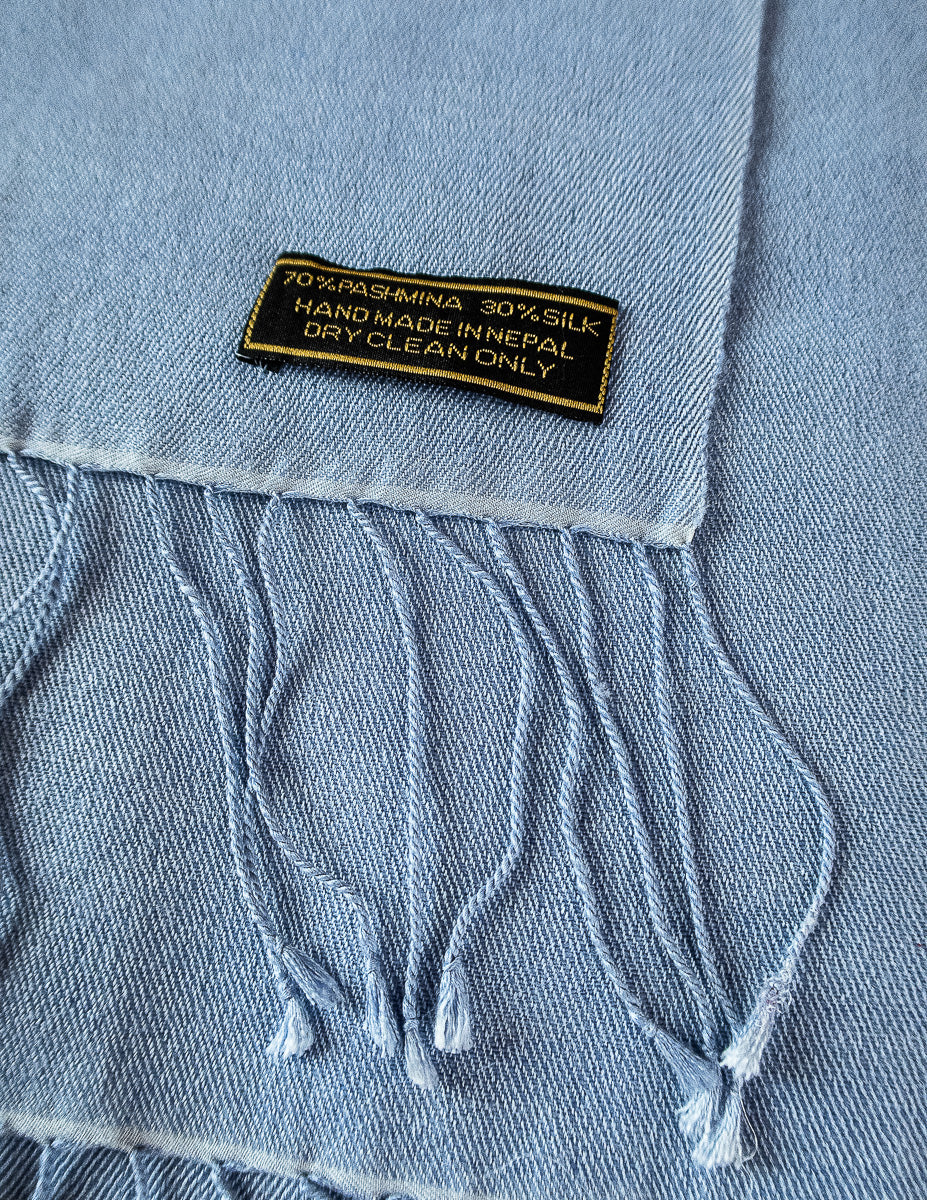 70%PASHMINA 30%SILK
HAND MADE IN NEPAL
DRY CLEAN ONLY